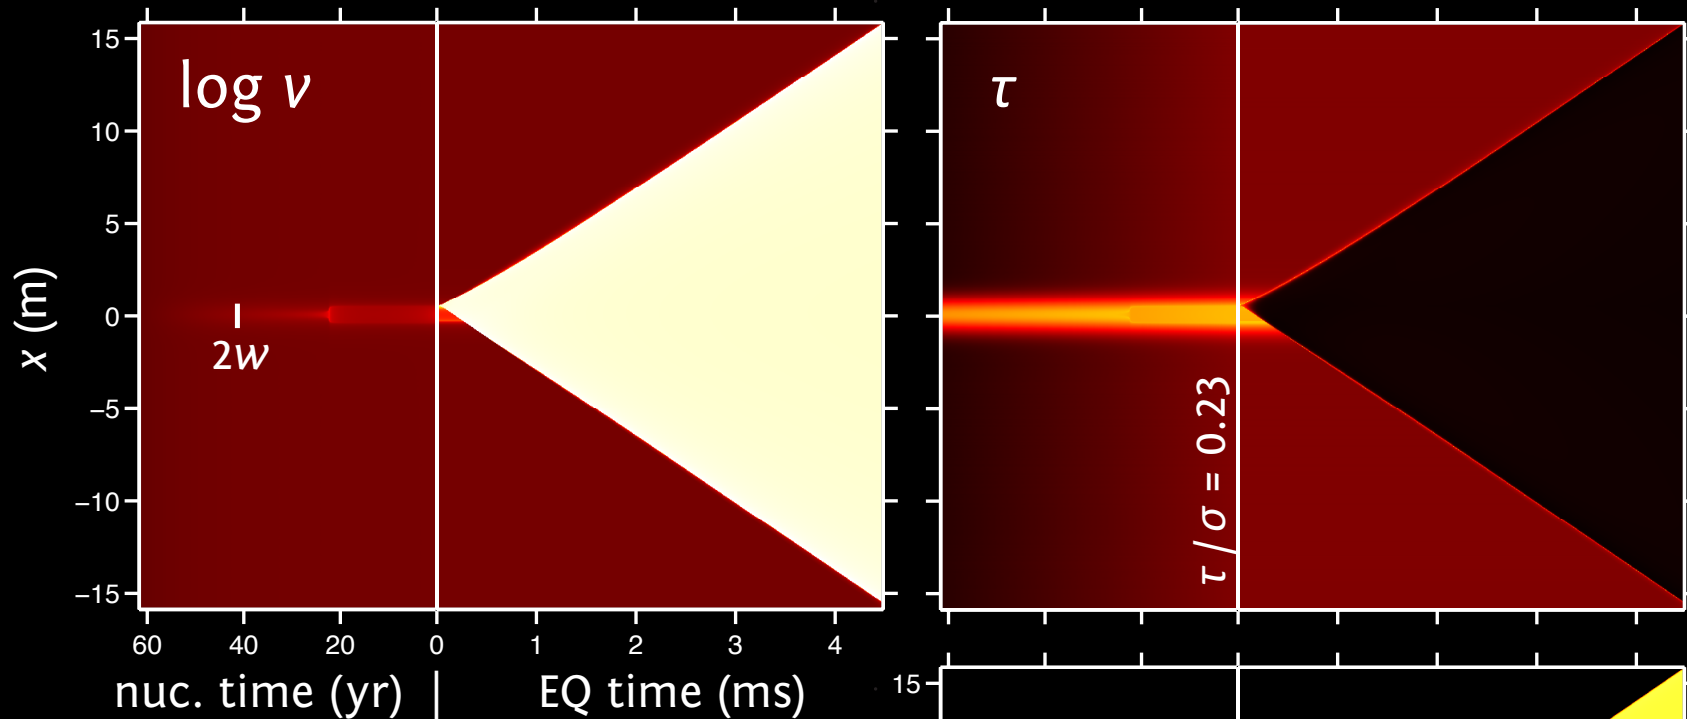 log v
τ
15
10
5
0
−5
−10
−15
x (m)
2w
τ / σ = 0.23
60 40 20 0 1 2 3 4
nuc. time (yr) | EQ time (ms)
15